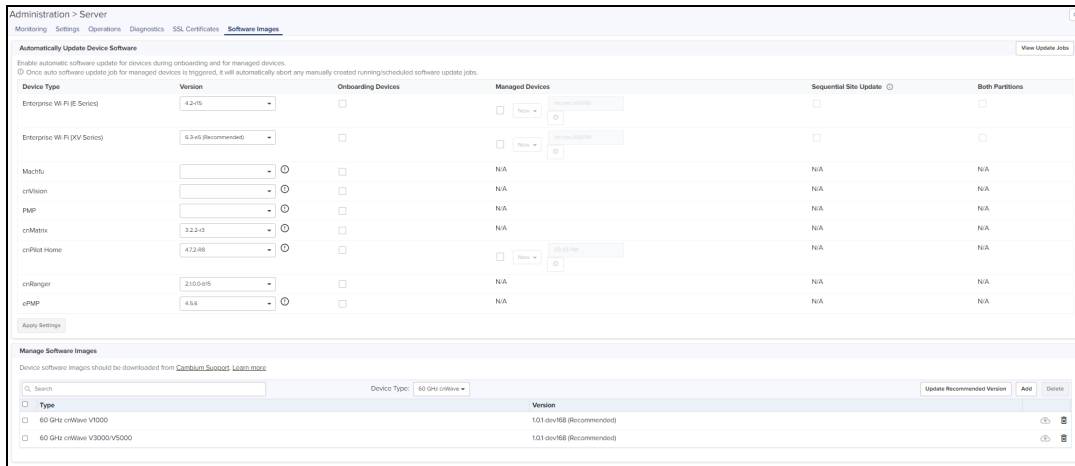 Administration > Server
Monitoring Settings Operations Diagnostics SSL Certificates Software Images
Automatically Update Device Software View Update Jobs
Enable automatic software update for devices during onboarding and for managed devices.
Once auto software update job for managed devices is triggered, it will automatically abort any manually created running/scheduled software update jobs.
Device Type Version Onboarding Devices Managed Devices Sequential Site Update Both Partitions
Enterprise Wi-Fi (E-Series) 4.2-r15 Now
Enterprise Wi-Fi (XV-Series) 6.3-r5 (Recommended) Now
Machfu N/A N/A N/A
cnVision N/A N/A N/A
PMP N/A N/A N/A
cnMatrix 3.2.2-r3 N/A N/A N/A
cnPilot Home 4.7.2-R8 Now N/A N/A
cnRanger 2.1.0.0-b15 N/A N/A N/A
ePMP 4.5.6 N/A N/A N/A
Apply Settings
Manage Software Images
Device software images should be downloaded from Cambium Support. Learn more
Search Device Type: 60 GHz cnWave Update Recommended Version Add Delete
Type Version
60 GHz cnWave V1000 1.0.1-dev168 (Recommended)
60 GHz cnWave V3000/V5000 1.0.1-dev168 (Recommended)